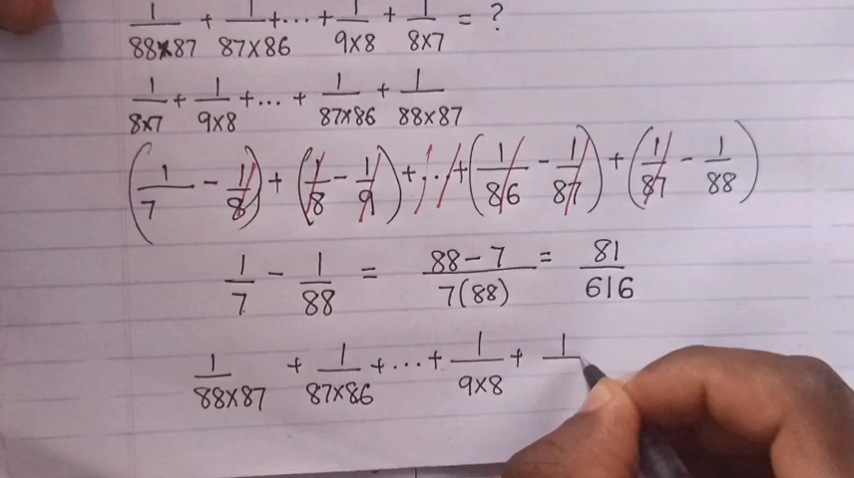 1/88×87 + 1/87×86 + ... + 1/9×8 + 1/8×7 = ?
1/8×7 + 1/9×8 + ... + 1/87×86 + 1/88×87
(1/7 - 1/8) + (1/8 - 1/9) + ... + (1/86 - 1/87) + (1/87 - 1/88)
1/7 - 1/88 = 88-7/7(88) = 81/616
1/88×87 + 1/87×86 + ... + 1/9×8 + 1/